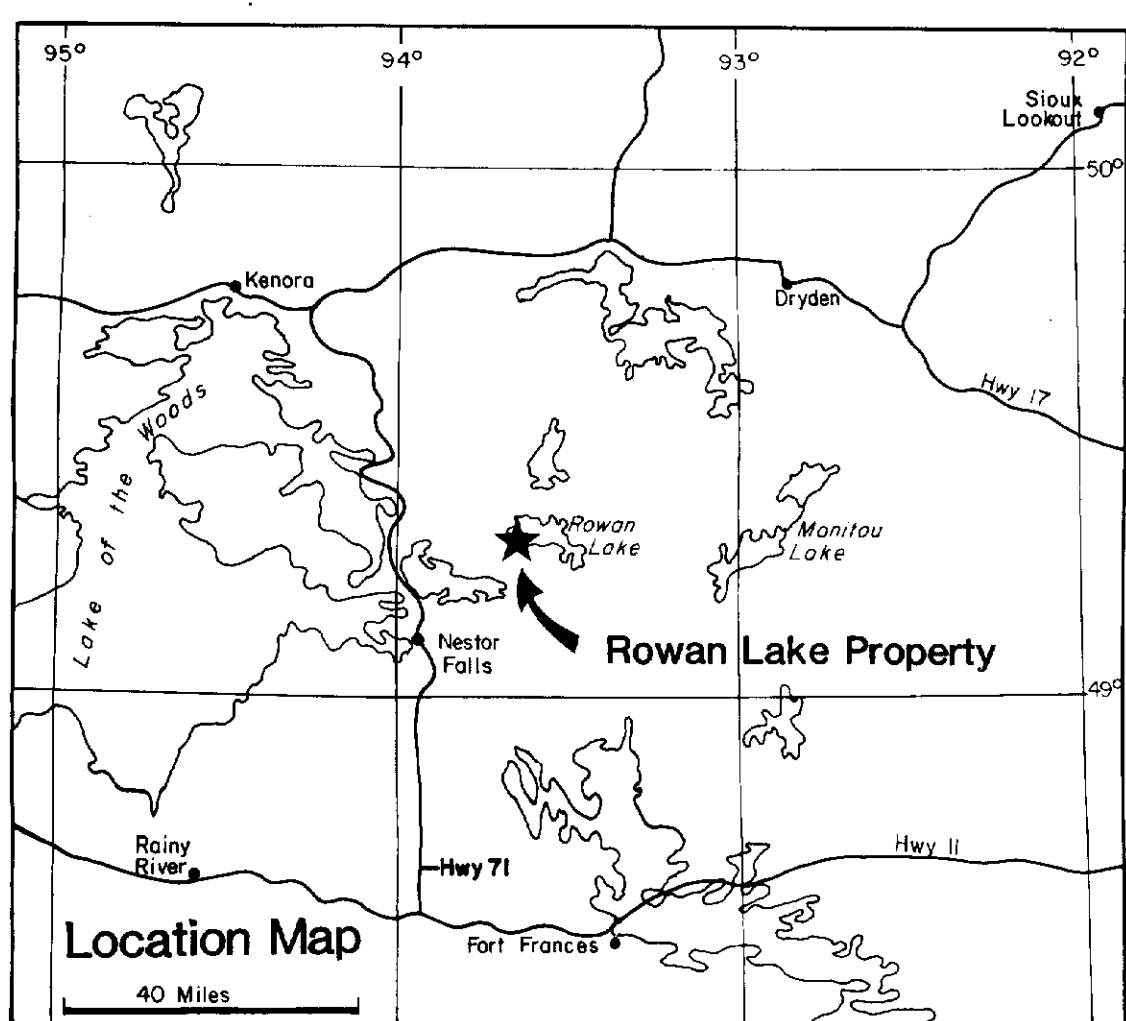 95°
94°
93°
92°
Sioux
Lookout
50°
Kenora
Dryden
Hwy 17
Lake of the Woods
Rowan
Lake
Manitou
Lake
Nestor
Falls
Rowan Lake Property
49°
Rainy
River
Hwy 71
Hwy 11
Location Map
Fort Frances
40 Miles